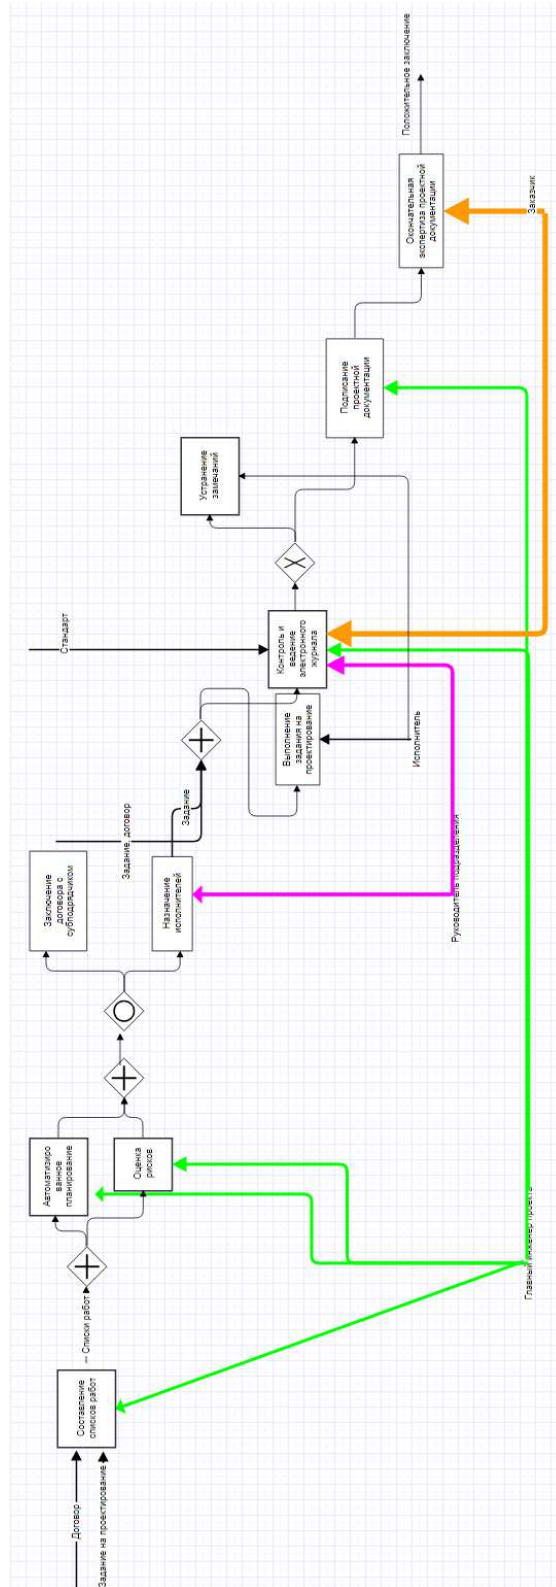 Договор
Задание на проектирование
Составление
списков работ
Списки работ
Автоматизиро
ванное
планирование
Оценка
рисков
Заключение
договора с
субподрядчиком
Назначение
исполнителей
Задание, договор
Задание
Выполнение
задания на
проектирование
Стандарт
Контроль и
ведение
электронного
журнала
Устранение
замечаний
Подписание
проектной
документации
Окончательная
экспертиза проектной
документации
Положительное заключение
Главный инженер проекта
Руководитель подразделения
Исполнитель
Заказчик